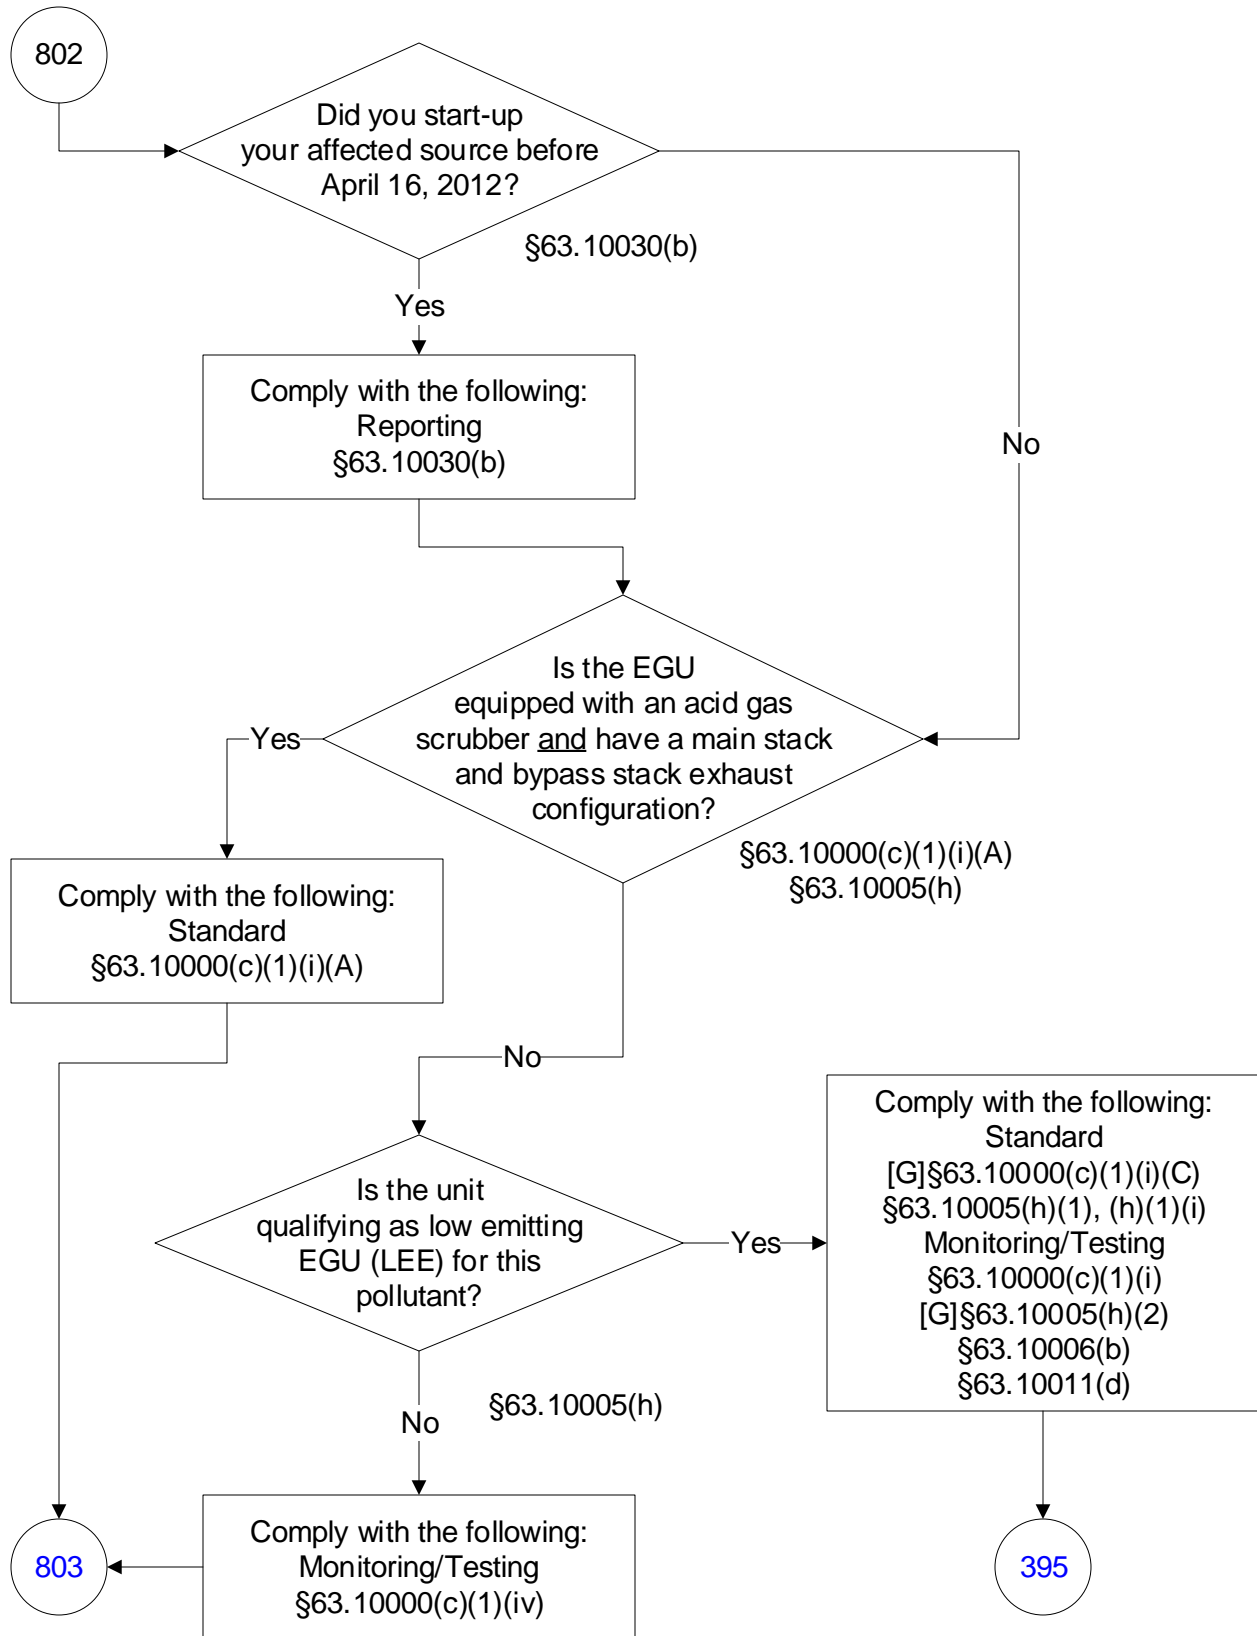 802
Did you start-up
your affected source before
April 16, 2012?
§63.10030(b)
Yes
Comply with the following:
Reporting
§63.10030(b)
No
Is the EGU
equipped with an acid gas
scrubber and have a main stack
and bypass stack exhaust
configuration?
Yes
§63.10000(c)(1)(i)(A)
§63.10005(h)
Comply with the following:
Standard
§63.10000(c)(1)(i)(A)
No
Is the unit
qualifying as low emitting
EGU (LEE) for this
pollutant?
Yes
Comply with the following:
Standard
[G]§63.10000(c)(1)(i)(C)
§63.10005(h)(1), (h)(1)(i)
Monitoring/Testing
§63.10000(c)(1)(i)
[G]§63.10005(h)(2)
§63.10006(b)
§63.10011(d)
§63.10005(h)
No
Comply with the following:
Monitoring/Testing
§63.10000(c)(1)(iv)
803
395